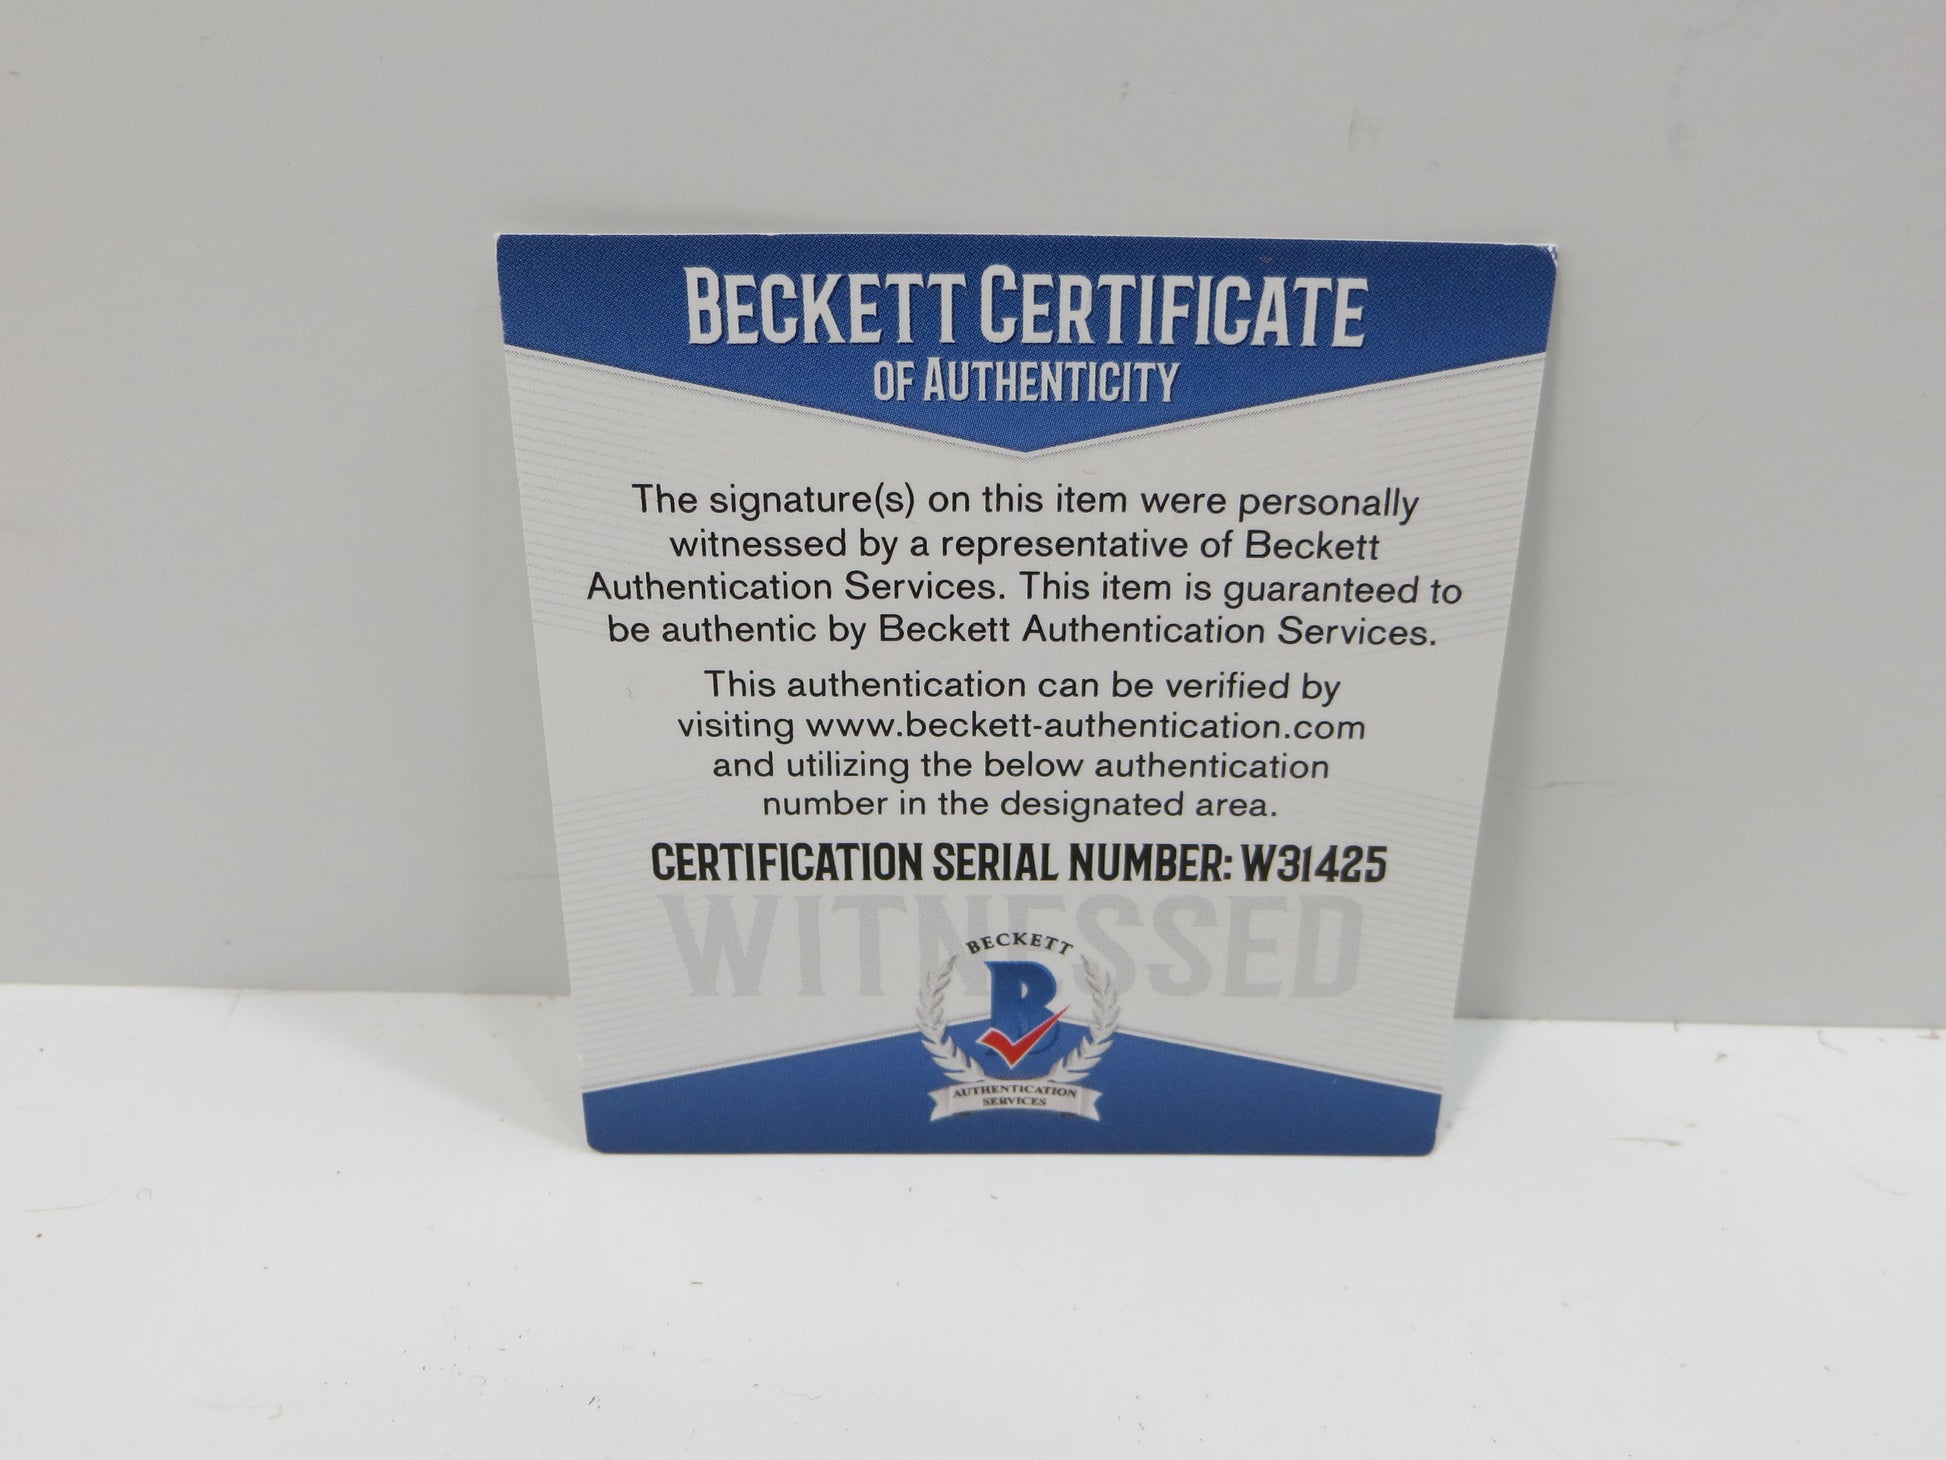 BECKETT CERTIFICATE
OF AUTHENTICITY
The signature(s) on this item were personally
witnessed by a representative of Beckett
Authentication Services. This item is guaranteed to
be authentic by Beckett Authentication Services.
This authentication can be verified by
visiting www.beckett-authentication.com
and utilizing the below authentication
number in the designated area.
CERTIFICATION SERIAL NUMBER: W31425
WITNESSED
BECKETT
B
AUTHENTICATION
SERVICES